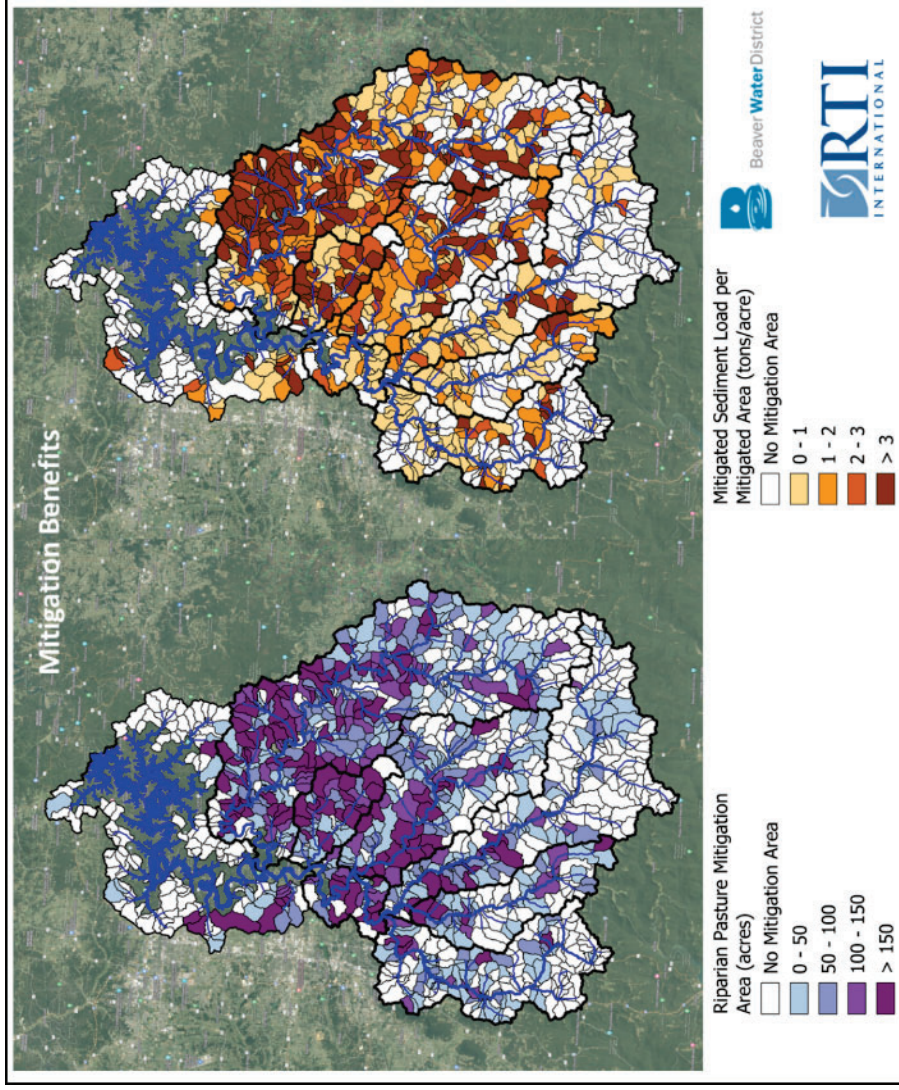 Mitigation Benefits
Riparian Pasture Mitigation
Area (acres)
No Mitigation Area
0 - 50
50 - 100
100 - 150
> 150
Mitigated Sediment Load per
Mitigated Area (tons/acre)
No Mitigation Area
0 - 1
1 - 2
2 - 3
> 3
Beaver WaterDistrict
RTI
INTERNATIONAL